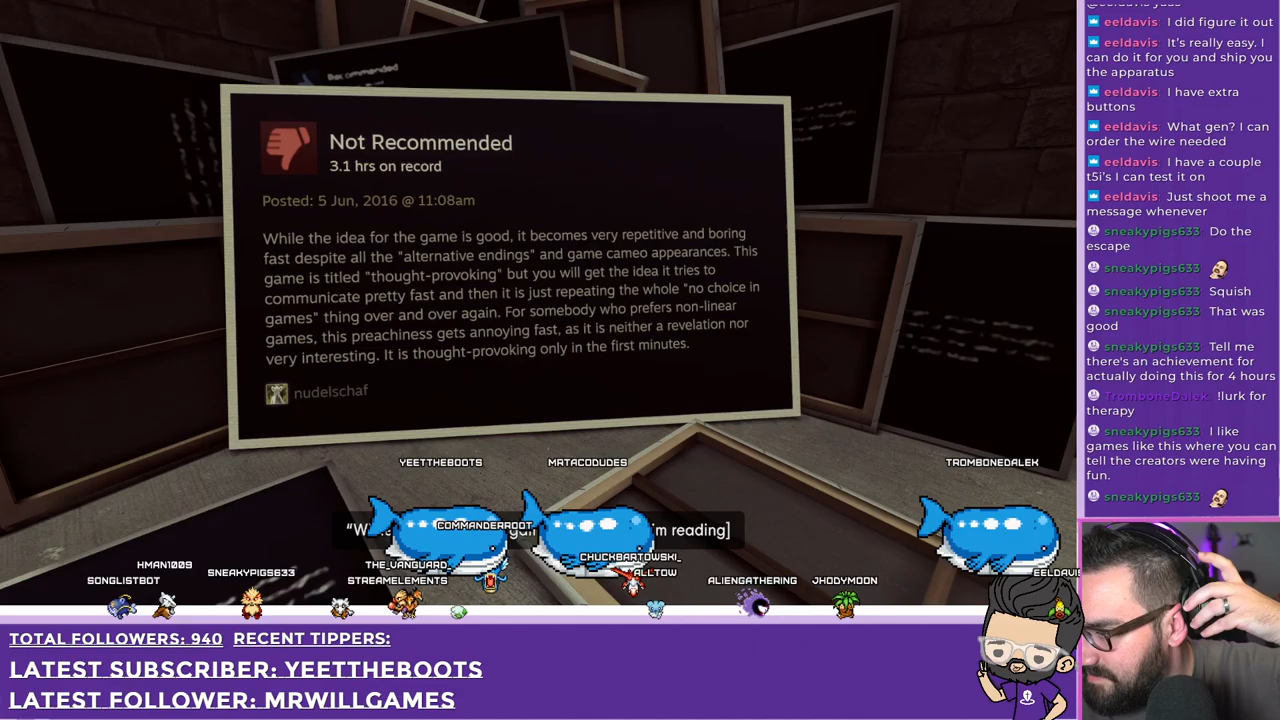 Recommended
Not Recommended
3.1 hrs on record
Posted: 5 Jun, 2016 @ 11:08am
While the idea for the game is good, it becomes very repetitive and boring
fast despite all the "alternative endings" and game cameo appearances. This
game is titled "thought-provoking" but you will get the idea it tries to
communicate pretty fast and then it is just repeating the whole "no choice in
games" thing over and over again. For somebody who prefers non-linear
games, this preachiness gets annoying fast, as it is neither a revelation nor
very interesting. It is thought-provoking only in the first minutes.
nudelschaf
YEETTHEBOOTS
MRTACODUDES
TROMBONEDALEK
COMMANDERROOT
reading]
HMAN1009
SONGLISTBOT
SNEAKYPIGS633
THE_VANGUARD
STREAMELEMENTS
CHUCKBARTOWSKI_
ALLTOW
ALIENGATHERING
JHODYMOON
EELDAVIS
TOTAL FOLLOWERS: 940 RECENT TIPPERS:
LATEST SUBSCRIBER: YEETTHEBOOTS
LATEST FOLLOWER: MRWILLGAMES
eeldavis: I did figure it out
eeldavis: It's really easy. I
can do it for you and ship you
the apparatus
eeldavis: I have extra
buttons
eeldavis: What gen? I can
order the wire needed
eeldavis: I have a couple
t5i's I can test it on
eeldavis: Just shoot me a
message whenever
sneakypigs633: Do the
escape
sneakypigs633:
sneakypigs633: Squish
sneakypigs633: That was
good
sneakypigs633: Tell me
there's an achievement for
actually doing this for 4 hours
TromboneDalek: !lurk for
therapy
sneakypigs633: I like
games like this where you can
tell the creators were having
fun.
sneakypigs633: